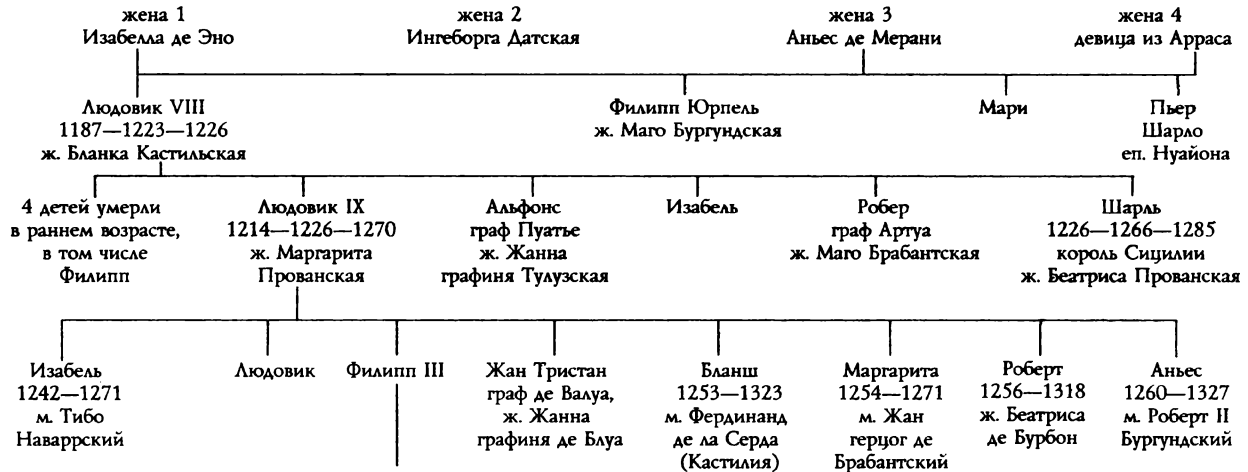 жена 1
Изабелла де Эно
жена 2
Ингеборга Датская
жена 3
Аньес де Мерани
жена 4
девица из Арраса
Людовик VIII
1187—1223—1226
ж. Бланка Кастильская
Филипп Юрпель
ж. Маго Бургундская
Мари
Пьер
Шарло
еп. Нуайона
4 детей умерли
в раннем возрасте,
в том числе
Филипп
Людовик IX
1214—1226—1270
ж. Маргарита
Прованская
Альфонс
граф Пуатье
ж. Жанна
графиня Тулузская
Изабель
Робер
граф Артуа
ж. Маго Брабантская
Шарль
1226—1266—1285
король Сицилии
ж. Беатриса Прованская
Изабель
1242—1271
м. Тибо
Наваррский
Людовик
Филипп III
Жан Тристан
граф де Валуа,
ж. Жанна
графиня де Блуа
Бланш
1253—1323
м. Фердинанд
де ла Серда
(Кастилия)
Маргарита
1254—1271
м. Жан
герцог де
Брабантский
Роберт
1256—1318
ж. Беатриса
де Бурбон
Аньес
1260—1327
м. Роберт II
Бургундский